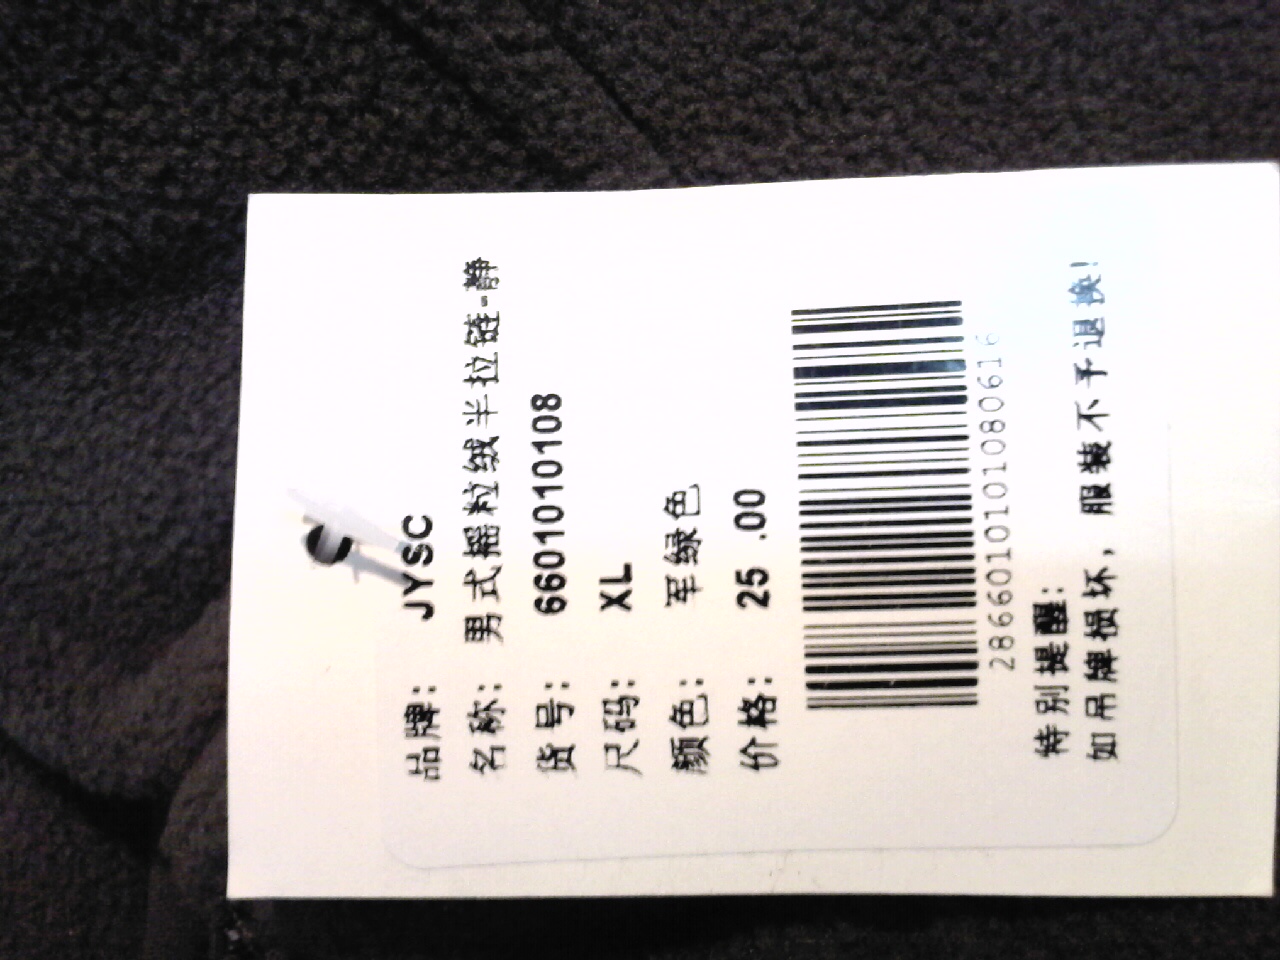 品牌: JYSC
名称: 男式摇粒绒半拉链-静
货号: 66010101008
尺码: XL
颜色: 军绿色
价格: 25 .00
2866010101080616
特别提醒:
如吊牌损坏, 服装不予退换!